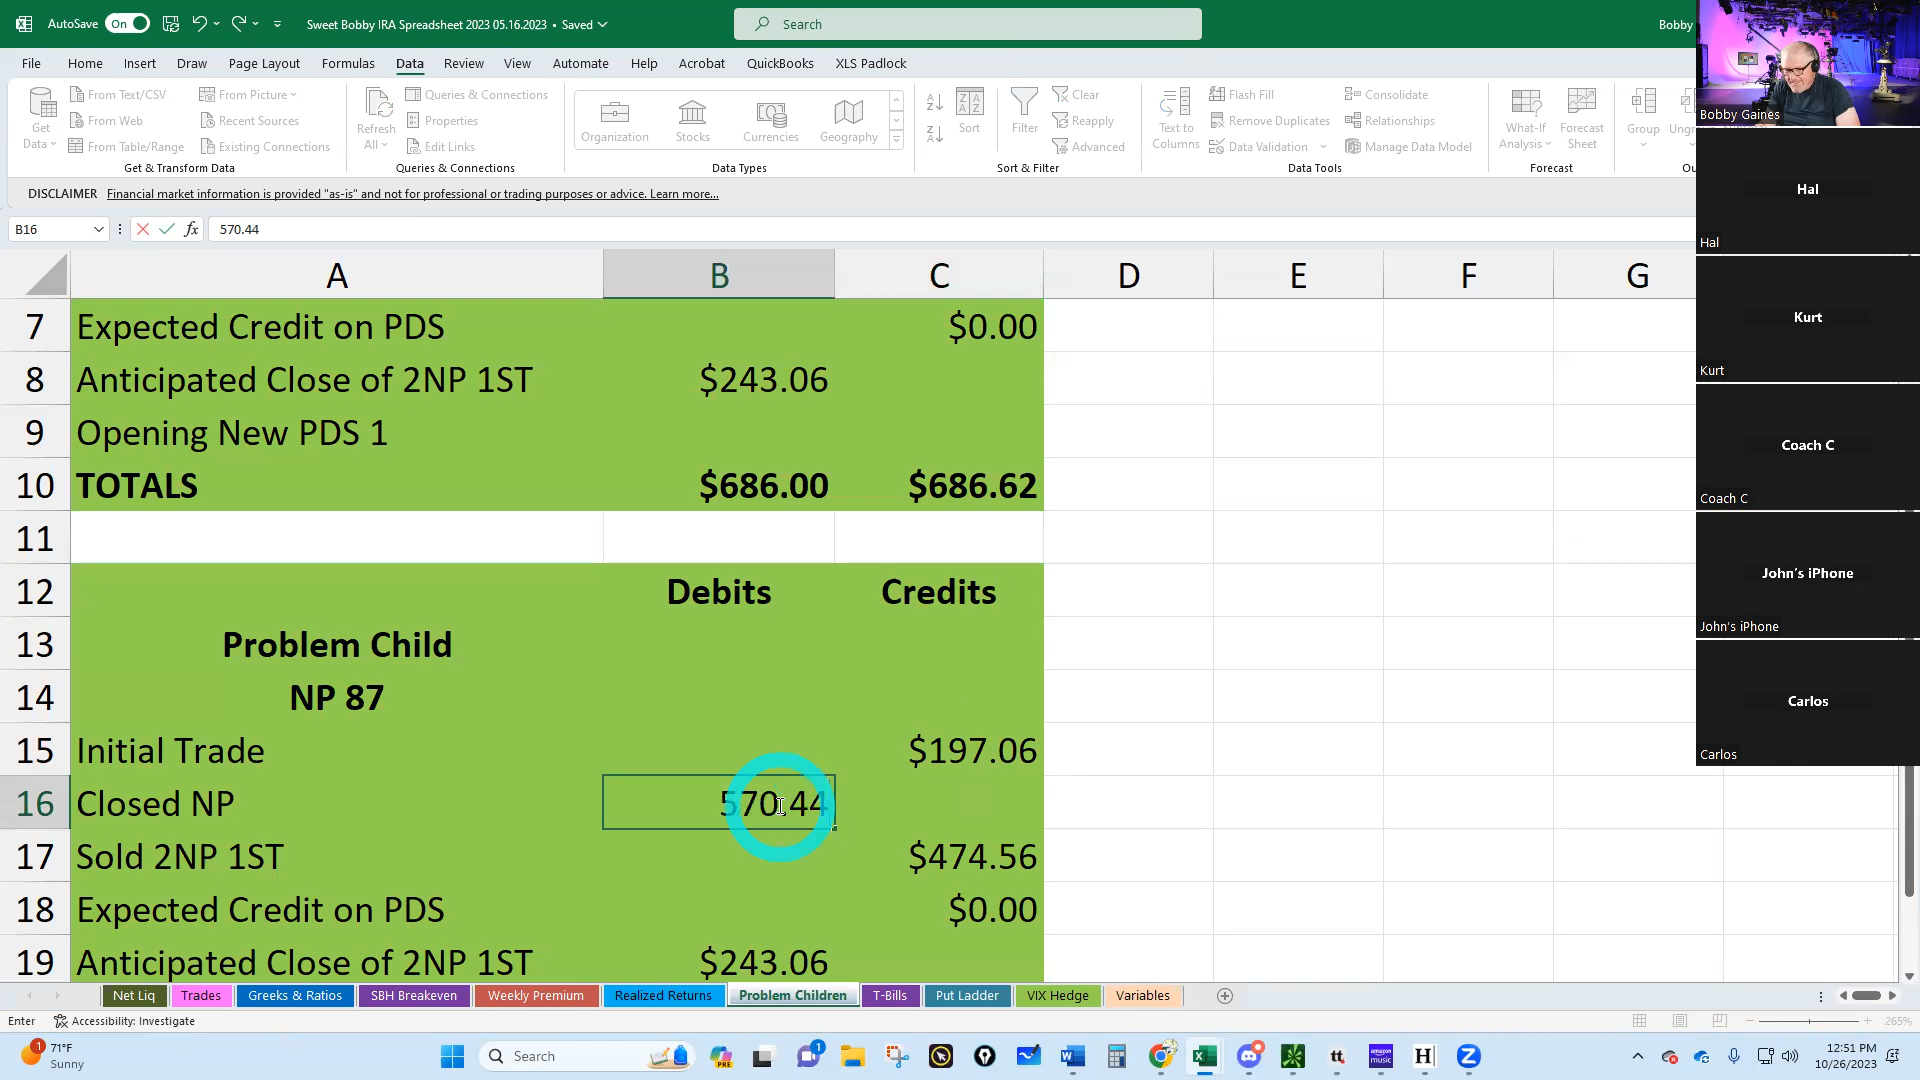 AutoSave On Sweet Bobby IRA Spreadsheet 2023 05.16.2023 • Saved Search Bobby
File Home Insert Draw Page Layout Formulas Data Review View Automate Help Acrobat QuickBooks XLS Padlock
Get Data
From Text/CSV
From Web
From Table/Range
From Picture
Recent Sources
Existing Connections
Get & Transform Data
Refresh All
Queries & Connections
Properties
Edit Links
Queries & Connections
Organization Stocks Currencies Geography
Data Types
Sort
Filter
Clear
Reapply
Advanced
Sort & Filter
Text to Columns
Flash Fill
Remove Duplicates
Data Validation
Consolidate
Relationships
Manage Data Model
Data Tools
What-If Analysis
Forecast Sheet
Forecast
Group
DISCLAIMER Financial market information is provided "as-is" and not for professional or trading purposes or advice. Learn more...
B16 fx 570.44
A B C D E F G
7 Expected Credit on PDS $0.00
8 Anticipated Close of 2NP 1ST $243.06
9 Opening New PDS 1
10 TOTALS $686.00 $686.62
11
12 Debits Credits
13 Problem Child
14 NP 87
15 Initial Trade $197.06
16 Closed NP 570.44
17 Sold 2NP 1ST $474.56
18 Expected Credit on PDS $0.00
19 Anticipated Close of 2NP 1ST $243.06
Net Liq Trades Greeks & Ratios SBH Breakeven Weekly Premium Realized Returns Problem Children T-Bills Put Ladder VIX Hedge Variables
Enter Accessibility: Investigate 265%
Bobby Gaines
Hal
Hal
Kurt
Kurt
Coach C
Coach C
John's iPhone
John's iPhone
Carlos
Carlos
1 71°F
Sunny
Search
PRE
1
tt
amazon music
H
12:51 PM
10/26/2023